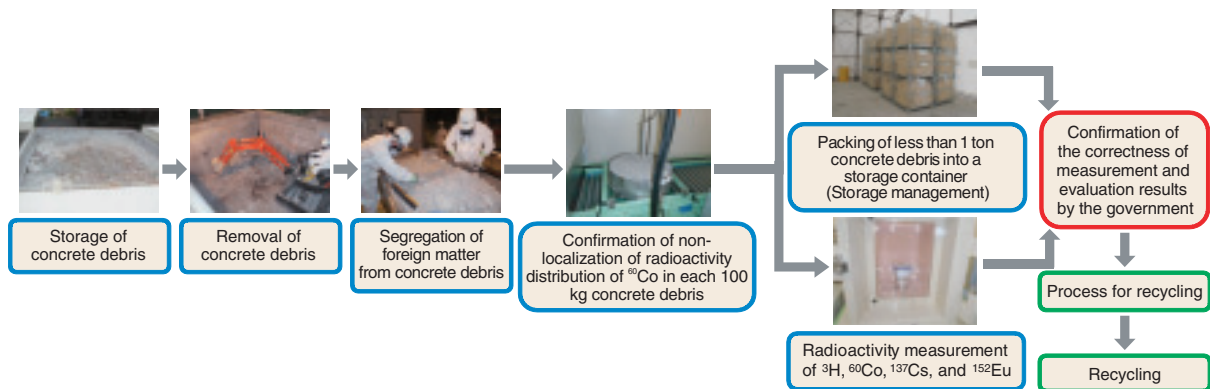 Storage of
concrete debris
Removal of
concrete debris
Segregation of
foreign matter
from concrete debris
Confirmation of non-
localization of radioactivity
distribution of ⁶⁰Co in each 100
kg concrete debris
Packing of less than 1 ton
concrete debris into a
storage container
(Storage management)
Radioactivity measurement
of ³H, ⁶⁰Co, ¹³⁷Cs, and ¹⁵²Eu
Confirmation of
the correctness of
measurement and
evaluation results
by the government
Process for recycling
Recycling